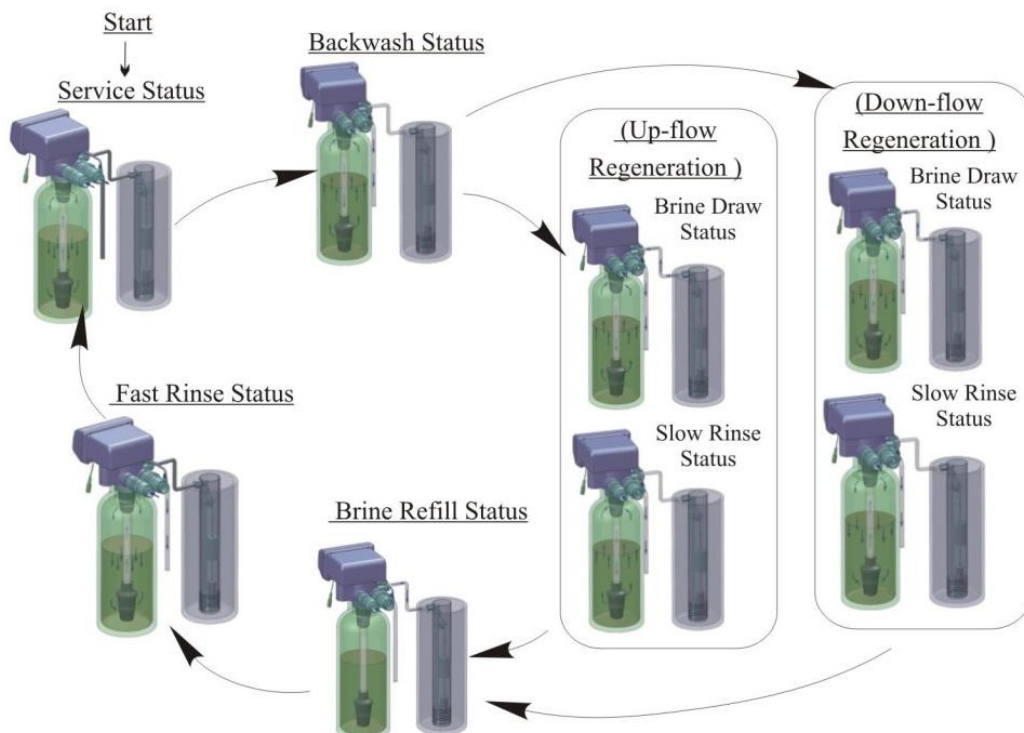 Start
Service Status
Backwash Status
(Up-flow
Regeneration )
Brine Draw
Status
Slow Rinse
Status
(Down-flow
Regeneration )
Brine Draw
Status
Slow Rinse
Status
Brine Refill Status
Fast Rinse Status